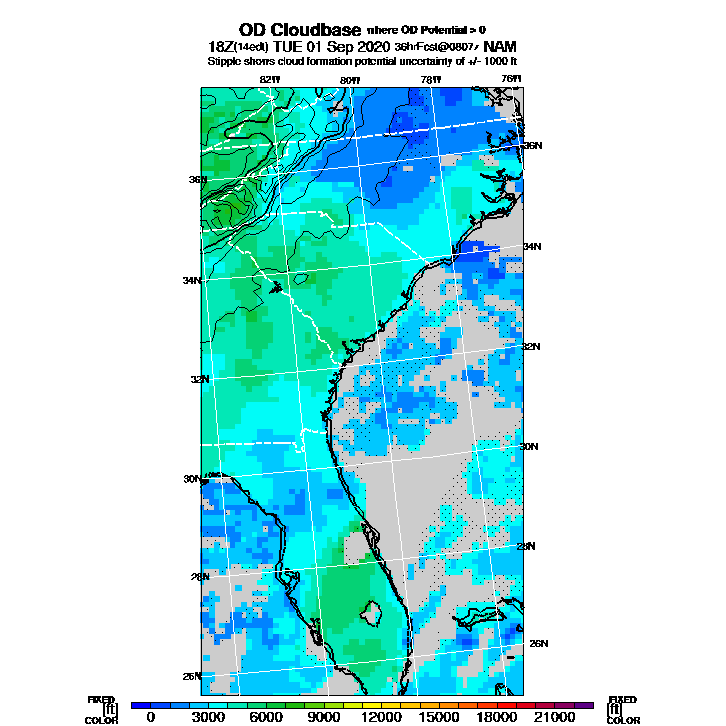 OD Cloudbase where OD Potential > 0
18Z(14edt) TUE 01 Sep 2020 36hrFcst@0807z NAM
Stipple shows cloud formation potential uncertainty of +/- 1000 ft
82W 80W 78W 76W
36N
36N
34N
34N
32N
32N
30N
30N
28N
28N
26N
26N
FIXED FIXED
[ft] [ft]
COLOR 0 3000 6000 9000 12000 15000 18000 21000 COLOR